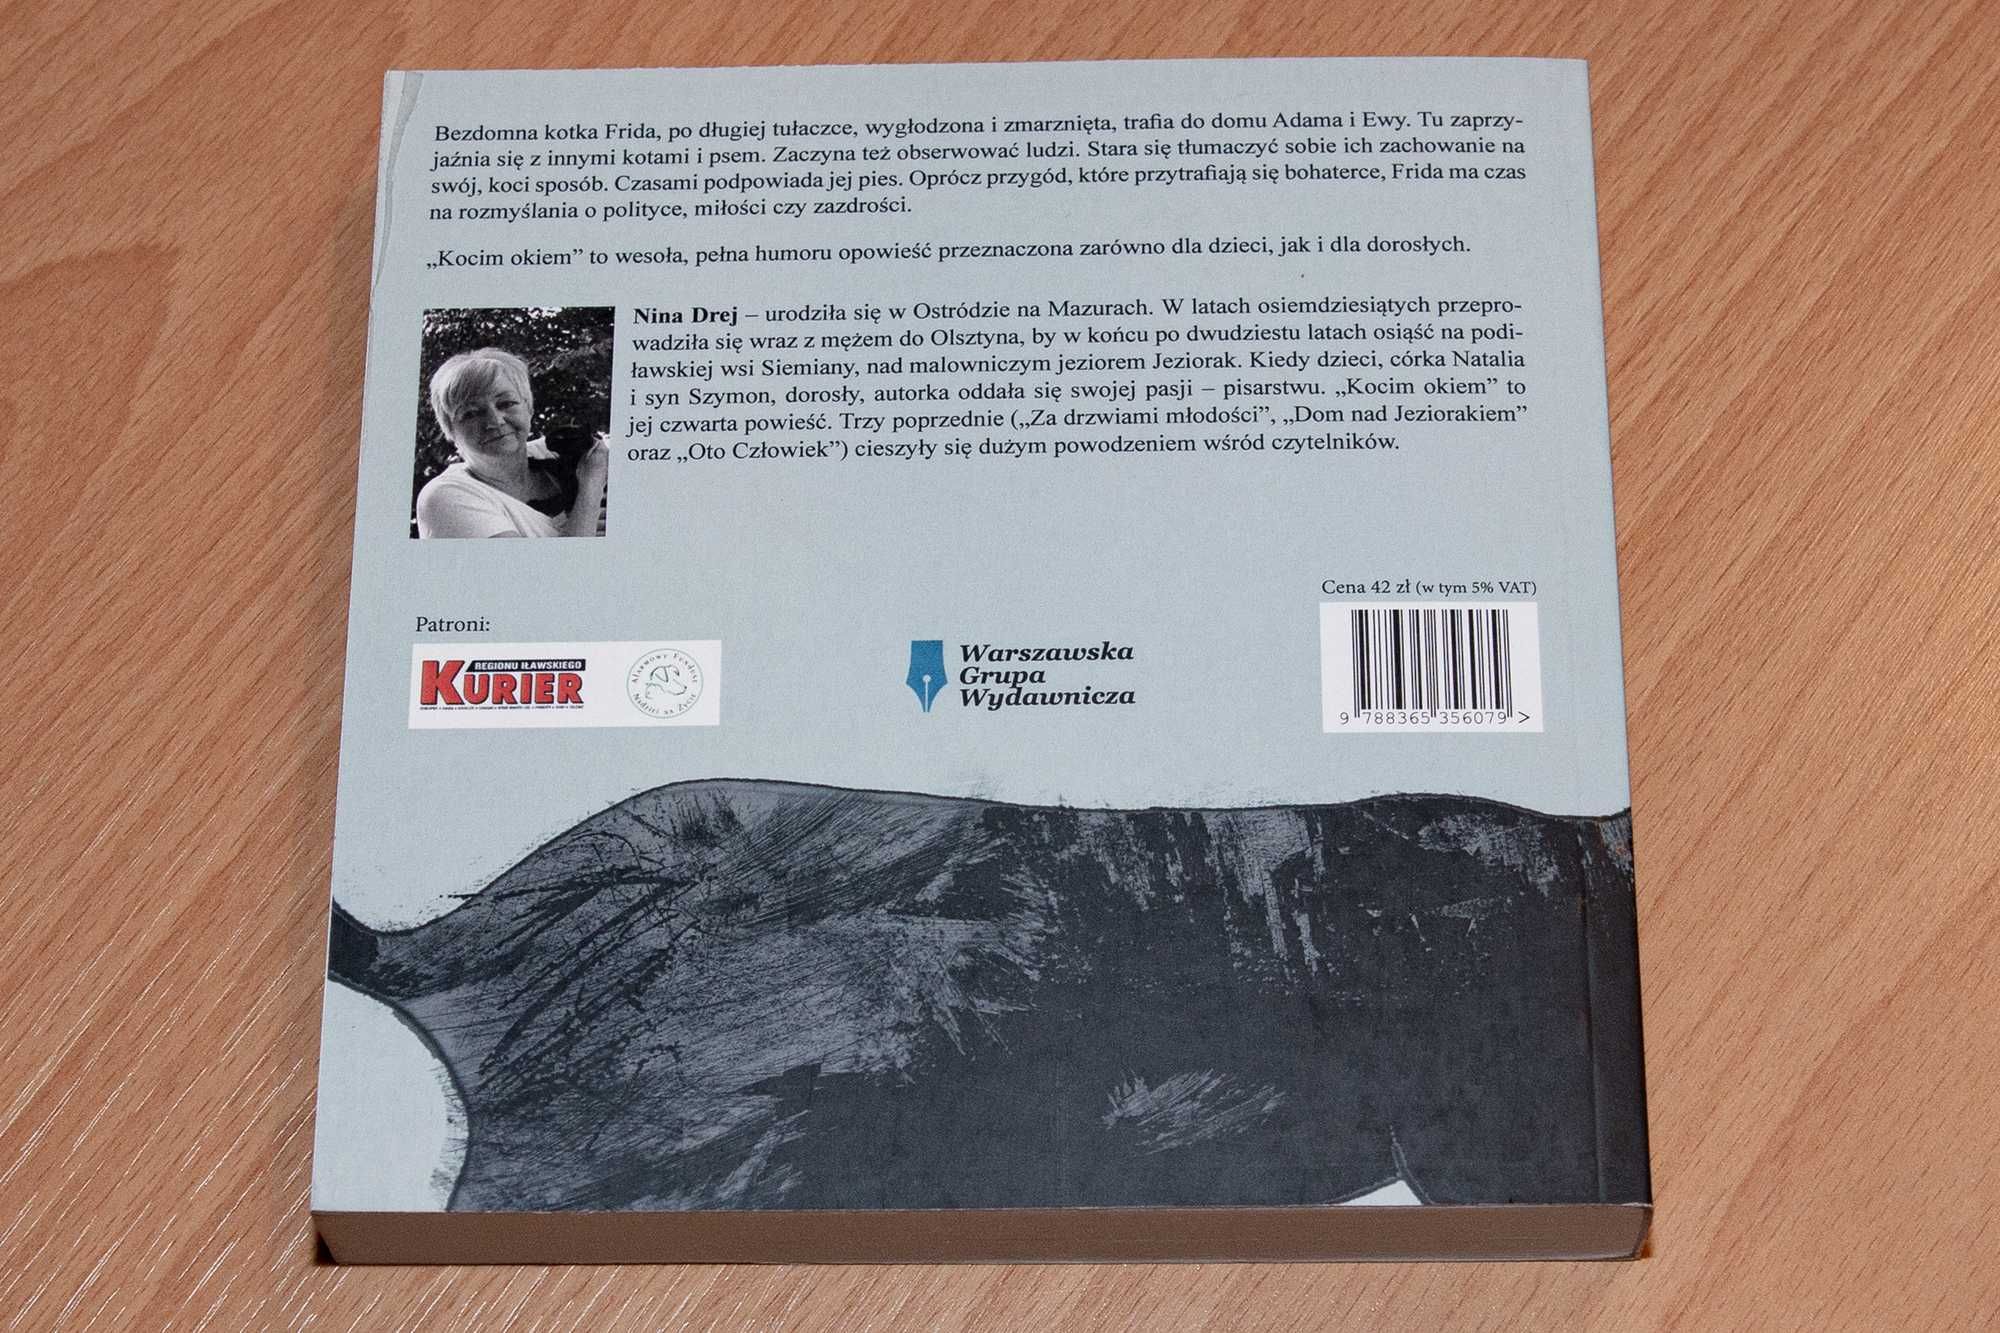 Bezdomna kotka Frida, po długiej tułaczce, wygłodzona i zmarznięta, trafia do domu Adama i Ewy. Tu zaprzy-
jaźnia się z innymi kotami i psem. Zaczyna też obserwować ludzi. Stara się tłumaczyć sobie ich zachowanie na
swój, koci sposób. Czasami podpowiada jej pies. Oprócz przygód, które przytrafiają się bohaterce, Frida ma czas
na rozmyślania o polityce, miłości czy zazdrości.
„Kocim okiem” to wesoła, pełna humoru opowieść przeznaczona zarówno dla dzieci, jak i dla dorosłych.
Nina Drej – urodziła się w Ostródzie na Mazurach. W latach osiemdziesiątych przepro-
wadziła się wraz z mężem do Olsztyna, by w końcu po dwudziestu latach osiąść na podi-
ławskiej wsi Siemiany, nad malowniczym jeziorem Jeziorak. Kiedy dzieci, córka Natalia
i syn Szymon, dorosły, autorka oddała się swojej pasji – pisarstwu. „Kocim okiem” to
jej czwarta powieść. Trzy poprzednie („Za drzwiami młodości”, „Dom nad Jeziorakiem”
oraz „Oto Człowiek”) cieszyły się dużym powodzeniem wśród czytelników.
Cena 42 zł (w tym 5% VAT)
9 788365 356079 >
Patroni:
REGIONU IŁAWSKIEGO
KURIER
Alarmowy Fundusz
Nadziei na Życie
Warszawska
Grupa
Wydawnicza